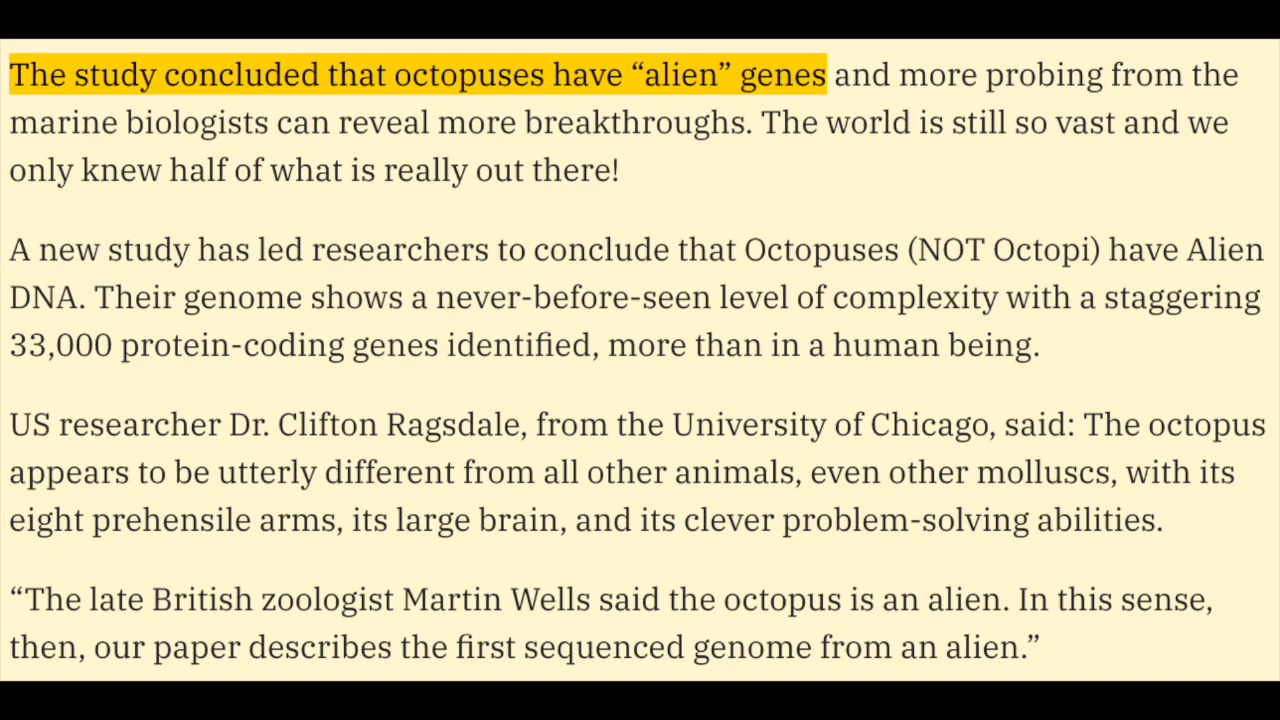 The study concluded that octopuses have “alien” genes and more probing from the
marine biologists can reveal more breakthroughs. The world is still so vast and we
only knew half of what is really out there!
A new study has led researchers to conclude that Octopuses (NOT Octopi) have Alien
DNA. Their genome shows a never-before-seen level of complexity with a staggering
33,000 protein-coding genes identified, more than in a human being.
US researcher Dr. Clifton Ragsdale, from the University of Chicago, said: The octopus
appears to be utterly different from all other animals, even other molluscs, with its
eight prehensile arms, its large brain, and its clever problem-solving abilities.
“The late British zoologist Martin Wells said the octopus is an alien. In this sense,
then, our paper describes the first sequenced genome from an alien.”